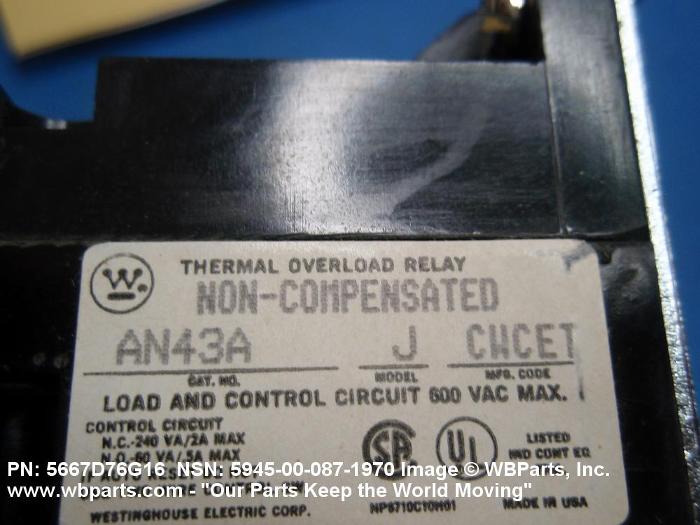 W
THERMAL OVERLOAD RELAY
NON-COMPENSATED
AN43A J CWCET
CAT. NO. MODEL MFG. CODE
LOAD AND CONTROL CIRCUIT 600 VAC MAX.
CONTROL CIRCUIT
N.C.-240 VA/2A MAX
N.O.-60 VA/.5A MAX
SA UL LISTED
IND CONT EQ
PN: 5667D76G16 NSN: 5945-00-087-1970 Image © WBParts, Inc.
www.wbparts.com - "Our Parts Keep the World Moving"
WESTINGHOUSE ELECTRIC CORP. NP8710C10H01 MADE IN USA